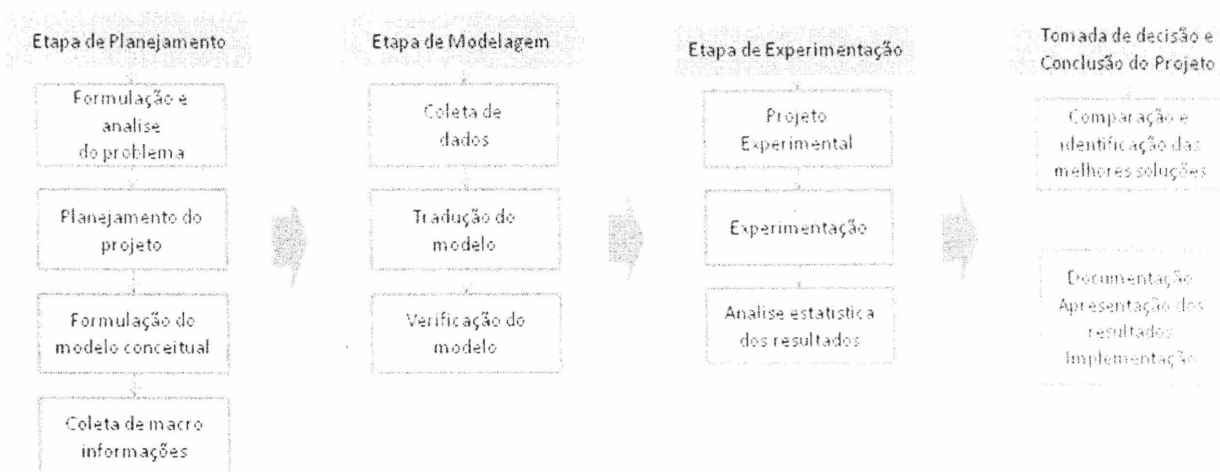 Etapa de Planejamento
Formulação e
analise
do problema
Planejamento do
projeto
Formulação do
modelo conceitual
Coleta de macro
informações
Etapa de Modelagem
Coleta de
dados
Tradução do
modelo
Verificação do
modelo
Etapa de Experimentação
Projeto
Experimental
Experimentação
Analise estatistica
dos resultados
Tomada de decisão e
Conclusão do Projeto
Comparação e
identificação das
melhores soluções
Documentação
Apresentação dos
resultados
Implementação